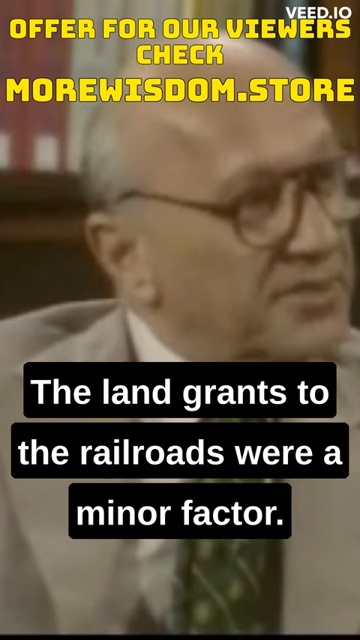 VEED.IO
OFFER FOR OUR VIEWERS
CHECK
MOREWISDOM.STORE
The land grants to
the railroads were a
minor factor.